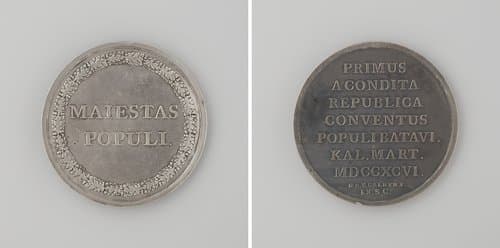 MAIESTAS
POPULI.
PRIMUS
A CONDITA
REPUBLICA
CONVENTUS
POPULI BATAVI.
KAL. MART.
MDCCXCVI.